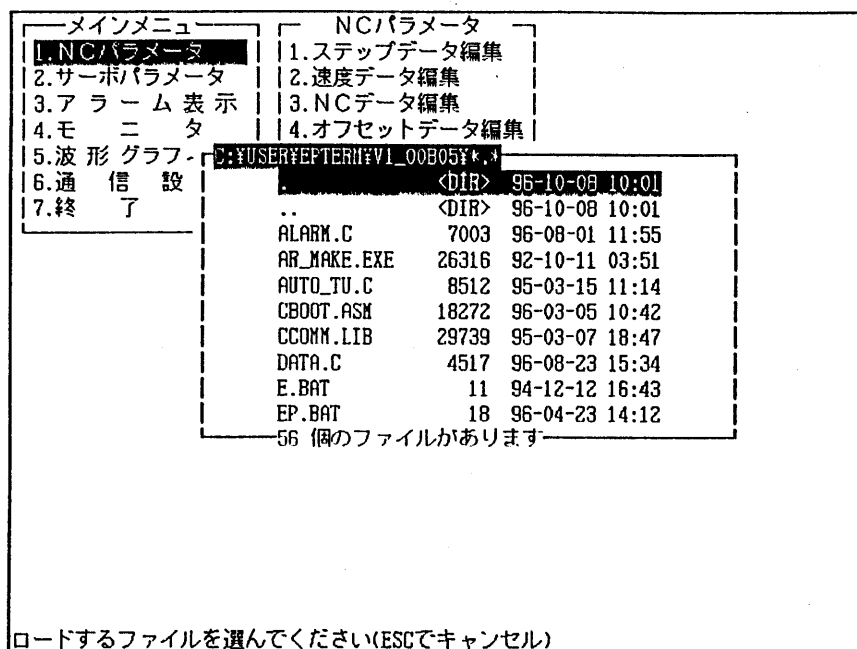 メインメニュー
1.NCパラメータ
2.サーボパラメータ
3.アラーム表示
4.モニタ
5.波形グラフ
6.通信設
7.終了
NCパラメータ
1.ステップデータ編集
2.速度データ編集
3.NCデータ編集
4.オフセットデータ編集
C:¥USER¥EPTERM¥V1_00B05¥*.*
. <DIR> 96-10-08 10:01
.. <DIR> 96-10-08 10:01
ALARM.C 7003 96-08-01 11:55
AR_MAKE.EXE 26316 92-10-11 03:51
AUTO_TU.C 8512 95-03-15 11:14
CBOOT.ASM 18272 96-03-05 10:42
CCOMM.LIB 29739 95-03-07 18:47
DATA.C 4517 96-08-23 15:34
E.BAT 11 94-12-12 16:43
EP.BAT 18 96-04-23 14:12
56 個のファイルがあります
ロードするファイルを選んでください(ESCでキャンセル)